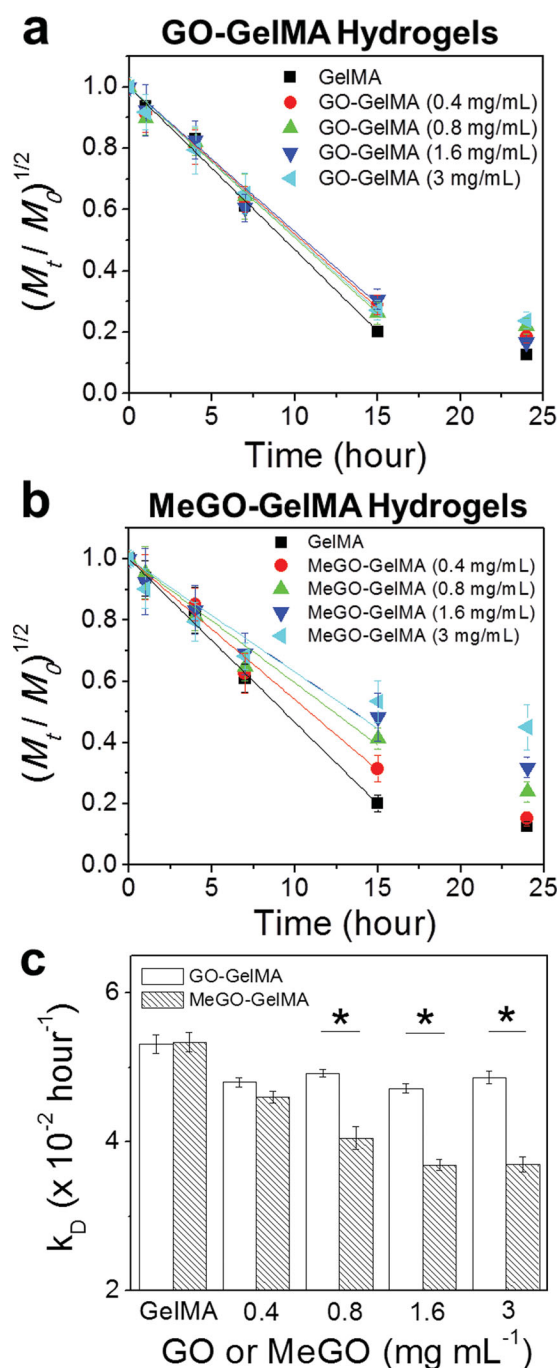 a
GO-GelMA Hydrogels
GelMA
GO-GelMA (0.4 mg/mL)
GO-GelMA (0.8 mg/mL)
GO-GelMA (1.6 mg/mL)
GO-GelMA (3 mg/mL)
(Mt / M0)^1/2
1.0
0.8
0.6
0.4
0.2
0.0
0 5 10 15 20 25
Time (hour)
b
MeGO-GelMA Hydrogels
GelMA
MeGO-GelMA (0.4 mg/mL)
MeGO-GelMA (0.8 mg/mL)
MeGO-GelMA (1.6 mg/mL)
MeGO-GelMA (3 mg/mL)
(Mt / M0)^1/2
1.0
0.8
0.6
0.4
0.2
0.0
0 5 10 15 20 25
Time (hour)
c
GO-GelMA
MeGO-GelMA
* * *
kD (x 10^-2 hour^-1)
6
4
2
GelMA 0.4 0.8 1.6 3
GO or MeGO (mg mL^-1)